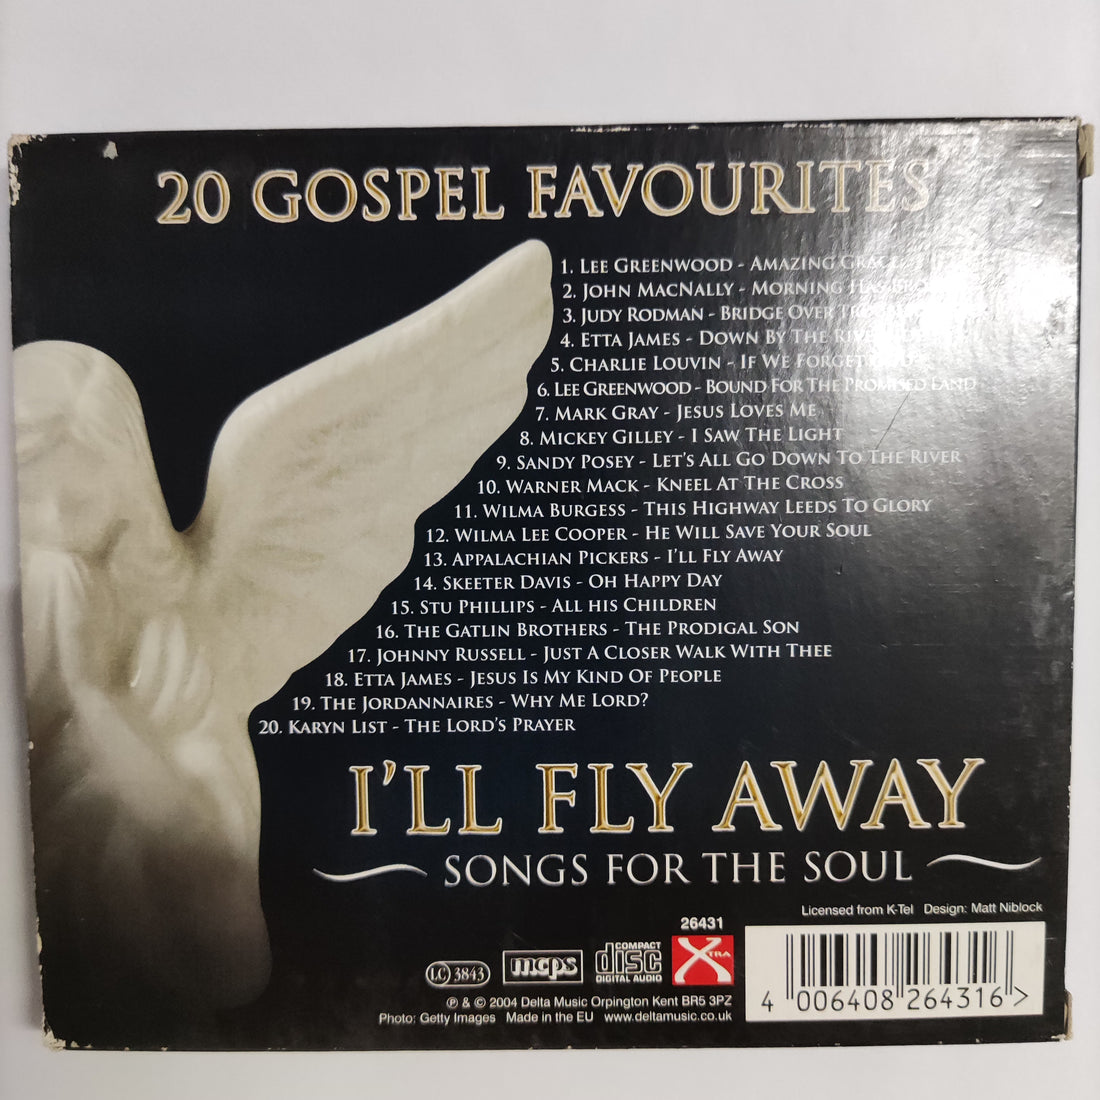 20 GOSPEL FAVOURITES
1. LEE GREENWOOD - AMAZING GRACE
2. JOHN MACNALLY - MORNING HAS
3. JUDY RODMAN - BRIDGE OVER
4. ETTA JAMES - DOWN BY THE
5. CHARLIE LOUVIN - IF WE FORGET
6. LEE GREENWOOD - BOUND FOR THE PROMISED LAND
7. MARK GRAY - JESUS LOVES ME
8. MICKEY GILLEY - I SAW THE LIGHT
9. SANDY POSEY - LET'S ALL GO DOWN TO THE RIVER
10. WARNER MACK - KNEEL AT THE CROSS
11. WILMA BURGESS - THIS HIGHWAY LEEDS TO GLORY
12. WILMA LEE COOPER - HE WILL SAVE YOUR SOUL
13. APPALACHIAN PICKERS - I'LL FLY AWAY
14. SKEETER DAVIS - OH HAPPY DAY
15. STU PHILLIPS - ALL HIS CHILDREN
16. THE GATLIN BROTHERS - THE PRODIGAL SON
17. JOHNNY RUSSELL - JUST A CLOSER WALK WITH THEE
18. ETTA JAMES - JESUS IS MY KIND OF PEOPLE
19. THE JORDANNAIRES - WHY ME LORD?
20. KARYN LIST - THE LORD'S PRAYER
I'LL FLY AWAY
SONGS FOR THE SOUL
Licensed from K-Tel Design: Matt Niblock
26431
LC 3843 mcps COMPACT disc DIGITAL AUDIO XTRA
℗ & © 2004 Delta Music Orpington Kent BR5 3PZ
Photo: Getty Images Made in the EU www.deltamusic.co.uk
4 006408 264316 >